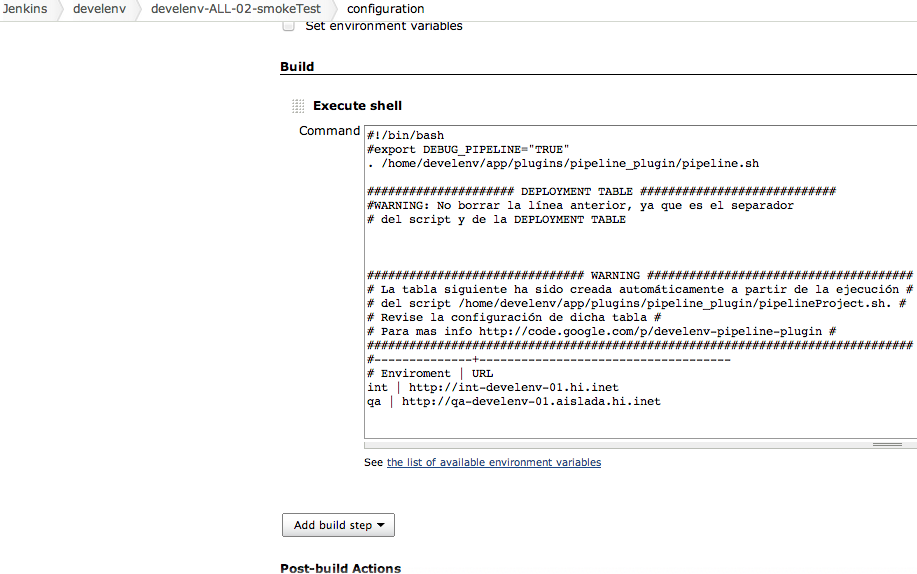 Jenkins develenv develenv-ALL-02-smokeTest configuration
Set environment variables
Build
Execute shell
Command
#!/bin/bash
#export DEBUG_PIPELINE="TRUE"
. /home/develenv/app/plugins/pipeline_plugin/pipeline.sh
##################### DEPLOYMENT TABLE ############################
#WARNING: No borrar la línea anterior, ya que es el separador
# del script y de la DEPLOYMENT TABLE
############################### WARNING ######################################
# La tabla siguiente ha sido creada automáticamente a partir de la ejecución #
# del script /home/develenv/app/plugins/pipeline_plugin/pipelineProject.sh. #
# Revise la configuración de dicha tabla #
# Para mas info http://code.google.com/p/develenv-pipeline-plugin #
##############################################################################
#--------------+------------------------------------
# Enviroment | URL
int | http://int-develenv-01.hi.inet
qa | http://qa-develenv-01.aislada.hi.inet
See the list of available environment variables
Add build step
Post-build Actions